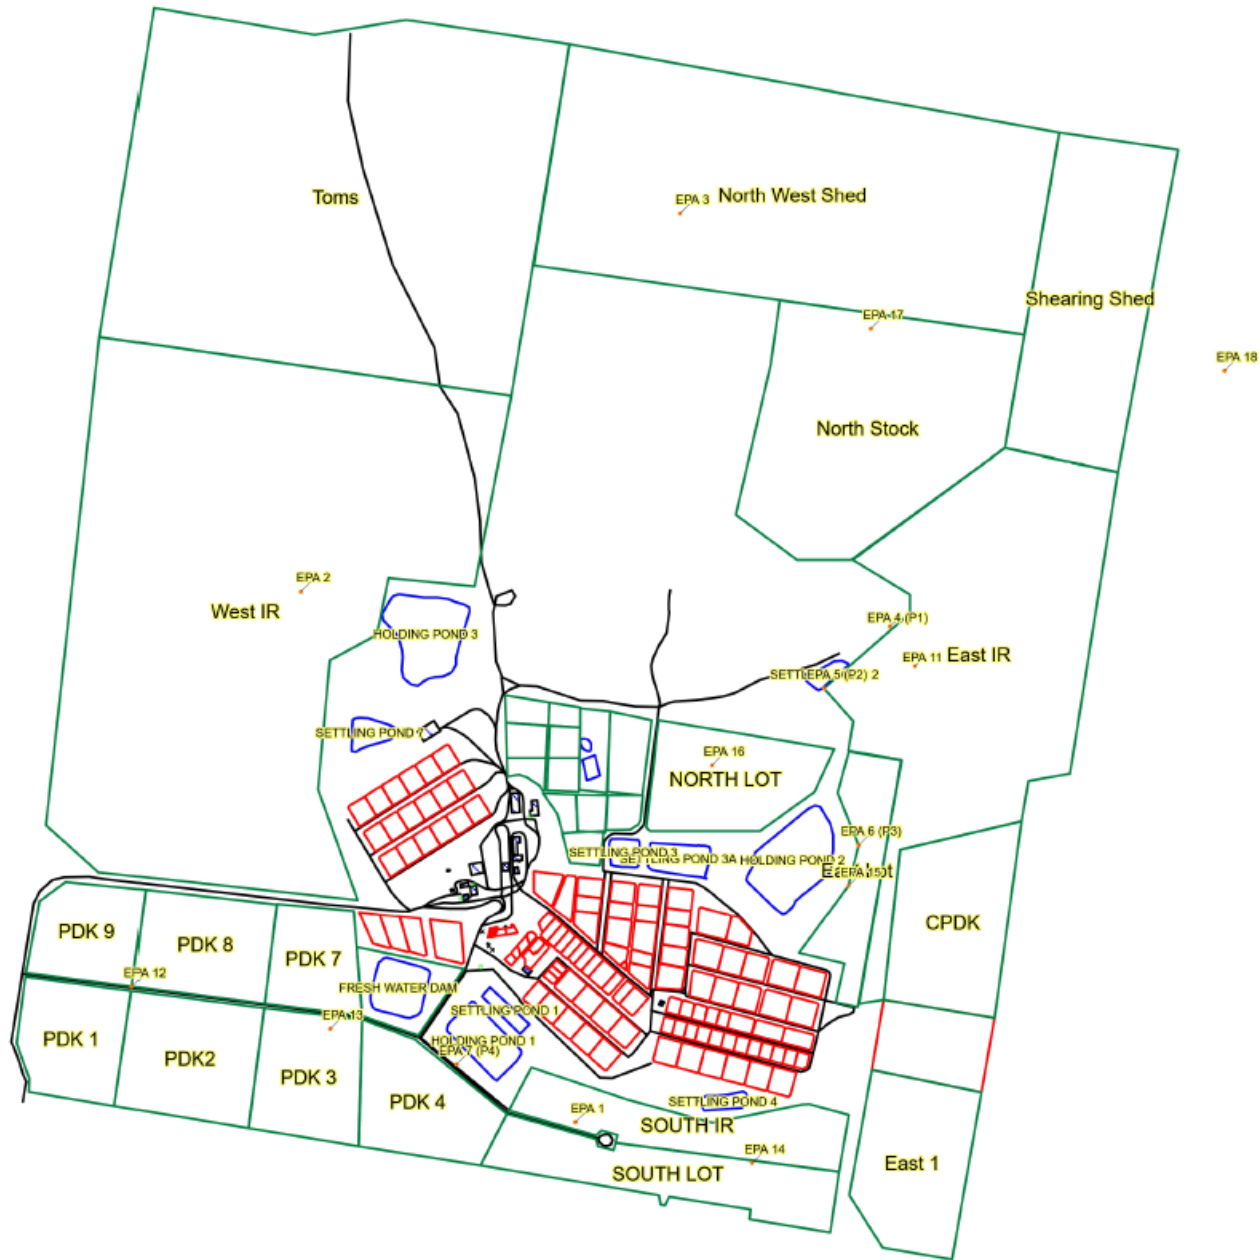 Toms
EPA 3
North West Shed
Shearing Shed
EPA 17
EPA 18
North Stock
EPA 2
West IR
EPA 4 (P1)
HOLDING POND 3
EPA 11
East IR
EPA 5 (P2)
SETTLING POND 7
EPA 16
NORTH LOT
EPA 6 (P3)
SETTLING POND 3
SETTLING POND 3A
HOLDING POND 2
EPA 15
CPDK
PDK 9
PDK 8
PDK 7
EPA 12
FRESH WATER DAM
SETTLING POND 1
EPA 13
PDK 1
HOLDING POND 1
EPA 7 (P4)
PDK2
PDK 3
PDK 4
SETTLING POND 4
EPA 1
SOUTH IR
EPA 14
East 1
SOUTH LOT